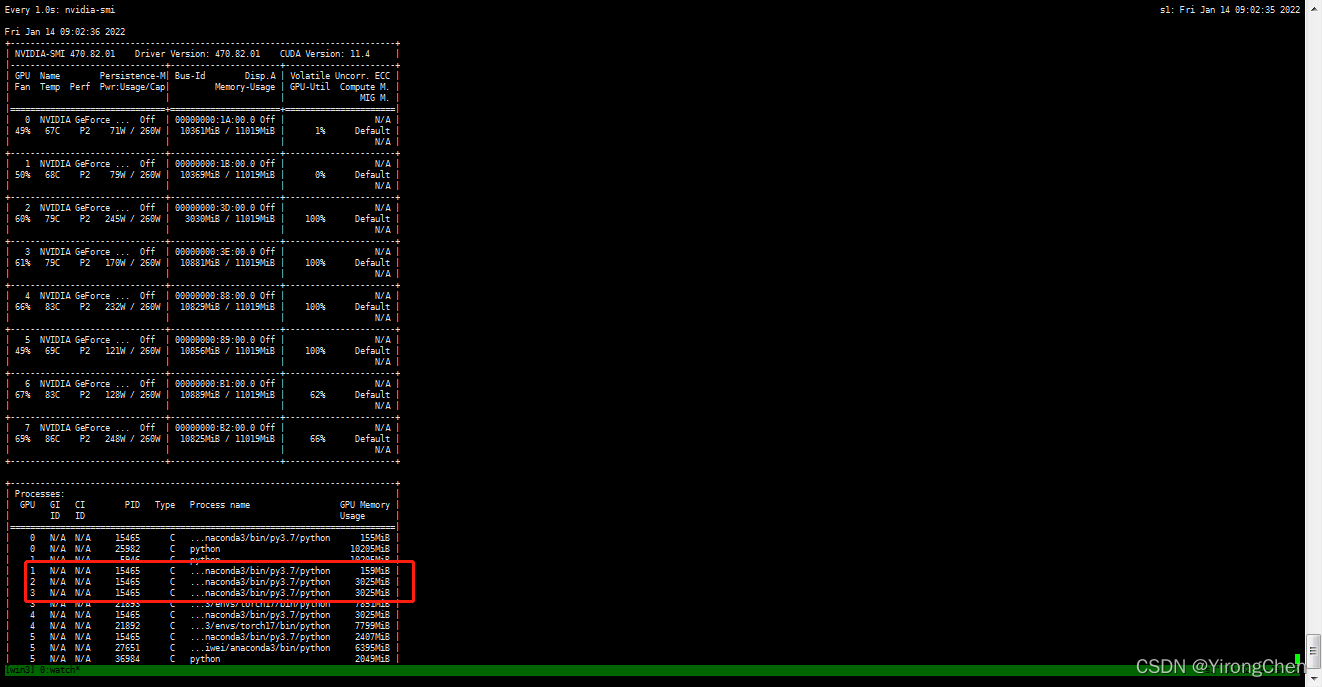 Every 1.0s: nvidia-smi s1: Fri Jan 14 09:02:35 2022
Fri Jan 14 09:02:36 2022
NVIDIA-SMI 470.82.01 Driver Version: 470.82.01 CUDA Version: 11.4
GPU Name Persistence-M| Bus-Id Disp.A | Volatile Uncorr. ECC
Fan Temp Perf Pwr:Usage/Cap| Memory-Usage | GPU-Util Compute M.
MIG M.
0 NVIDIA GeForce ... Off | 00000000:1A:00.0 Off | N/A
49% 67C P2 71W / 260W | 10361MiB / 11019MiB | 1% Default
N/A
1 NVIDIA GeForce ... Off | 00000000:1B:00.0 Off | N/A
50% 68C P2 79W / 260W | 10369MiB / 11019MiB | 0% Default
N/A
2 NVIDIA GeForce ... Off | 00000000:3D:00.0 Off | N/A
60% 79C P2 245W / 260W | 3030MiB / 11019MiB | 100% Default
N/A
3 NVIDIA GeForce ... Off | 00000000:3E:00.0 Off | N/A
61% 79C P2 170W / 260W | 10881MiB / 11019MiB | 100% Default
N/A
4 NVIDIA GeForce ... Off | 00000000:88:00.0 Off | N/A
66% 83C P2 232W / 260W | 10829MiB / 11019MiB | 100% Default
N/A
5 NVIDIA GeForce ... Off | 00000000:89:00.0 Off | N/A
49% 69C P2 121W / 260W | 10856MiB / 11019MiB | 100% Default
N/A
6 NVIDIA GeForce ... Off | 00000000:B1:00.0 Off | N/A
67% 83C P2 128W / 260W | 10889MiB / 11019MiB | 62% Default
N/A
7 NVIDIA GeForce ... Off | 00000000:B2:00.0 Off | N/A
69% 86C P2 248W / 260W | 10825MiB / 11019MiB | 66% Default
N/A
Processes:
GPU GI CI PID Type Process name GPU Memory
ID ID Usage
0 N/A N/A 15465 C ...naconda3/bin/py3.7/python 155MiB
0 N/A N/A 25982 C python 10205MiB
1 N/A N/A 5946 C python 10205MiB
1 N/A N/A 15465 C ...naconda3/bin/py3.7/python 159MiB
2 N/A N/A 15465 C ...naconda3/bin/py3.7/python 3025MiB
3 N/A N/A 15465 C ...naconda3/bin/py3.7/python 3025MiB
3 N/A N/A 21893 C ...3/envs/torch17/bin/python 7851MiB
4 N/A N/A 15465 C ...naconda3/bin/py3.7/python 3025MiB
4 N/A N/A 21892 C ...3/envs/torch17/bin/python 7799MiB
5 N/A N/A 15465 C ...naconda3/bin/py3.7/python 2407MiB
5 N/A N/A 27651 C ...iwei/anaconda3/bin/python 6395MiB
5 N/A N/A 36984 C python 2049MiB
0:watch*
CSDN @YirongChen